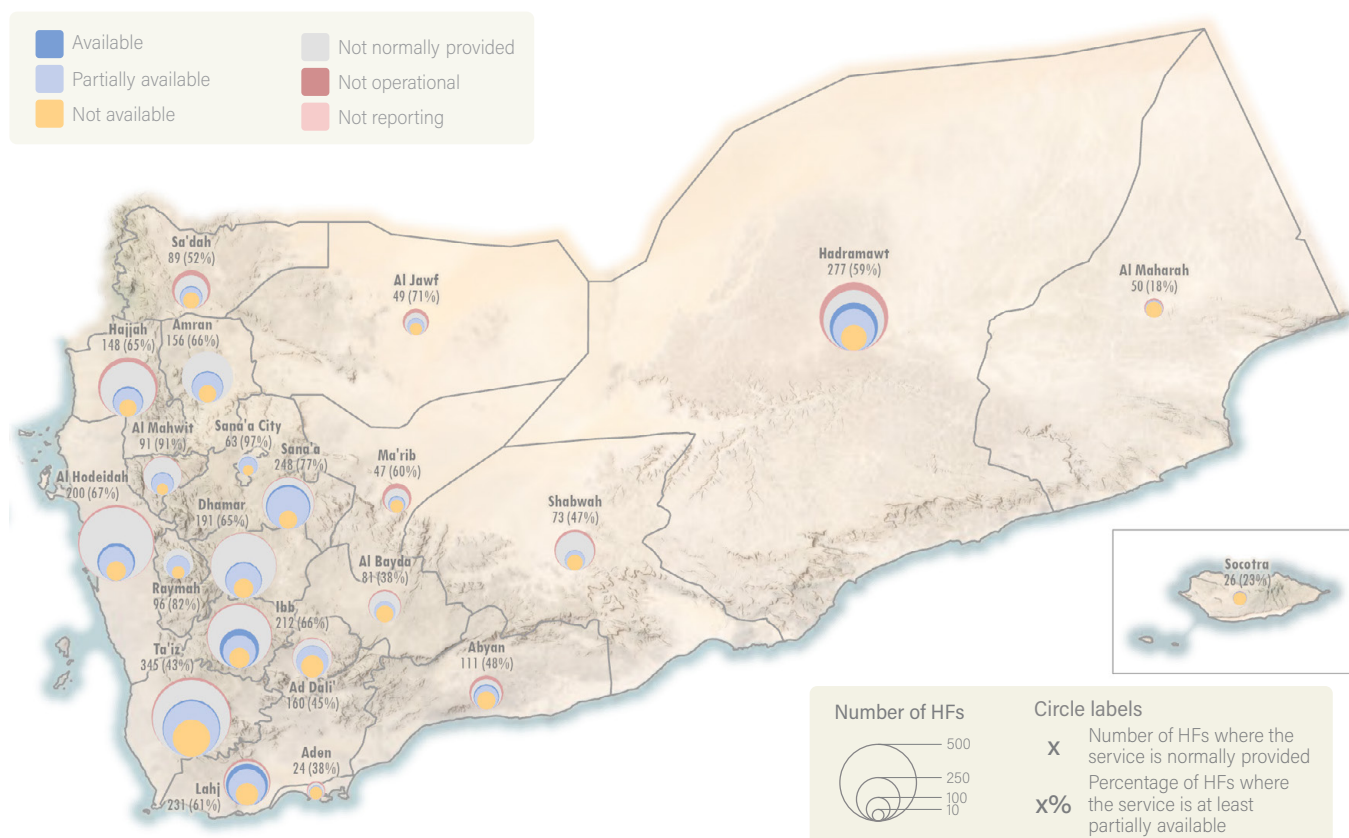 Available
Partially available
Not available
Not normally provided
Not operational
Not reporting
Sa'dah
89 (52%)
Al Jawf
49 (71%)
Hadramawt
277 (59%)
Al Maharah
50 (18%)
Hajjah
148 (65%)
Amran
156 (66%)
Al Mahwit
91 (91%)
Sana'a City
63 (97%)
Sana'a
248 (77%)
Ma'rib
47 (60%)
Al Hodeidah
200 (67%)
Dhamar
191 (65%)
Shabwah
73 (47%)
Al Bayda
81 (38%)
Raymah
96 (82%)
Ibb
212 (66%)
Socotra
26 (23%)
Ta'iz
345 (43%)
Abyan
111 (48%)
Ad Dali'
160 (45%)
Aden
24 (38%)
Lahj
231 (61%)
Number of HFs
500
250
100
10
Circle labels
x Number of HFs where the
service is normally provided
x% Percentage of HFs where
the service is at least
partially available